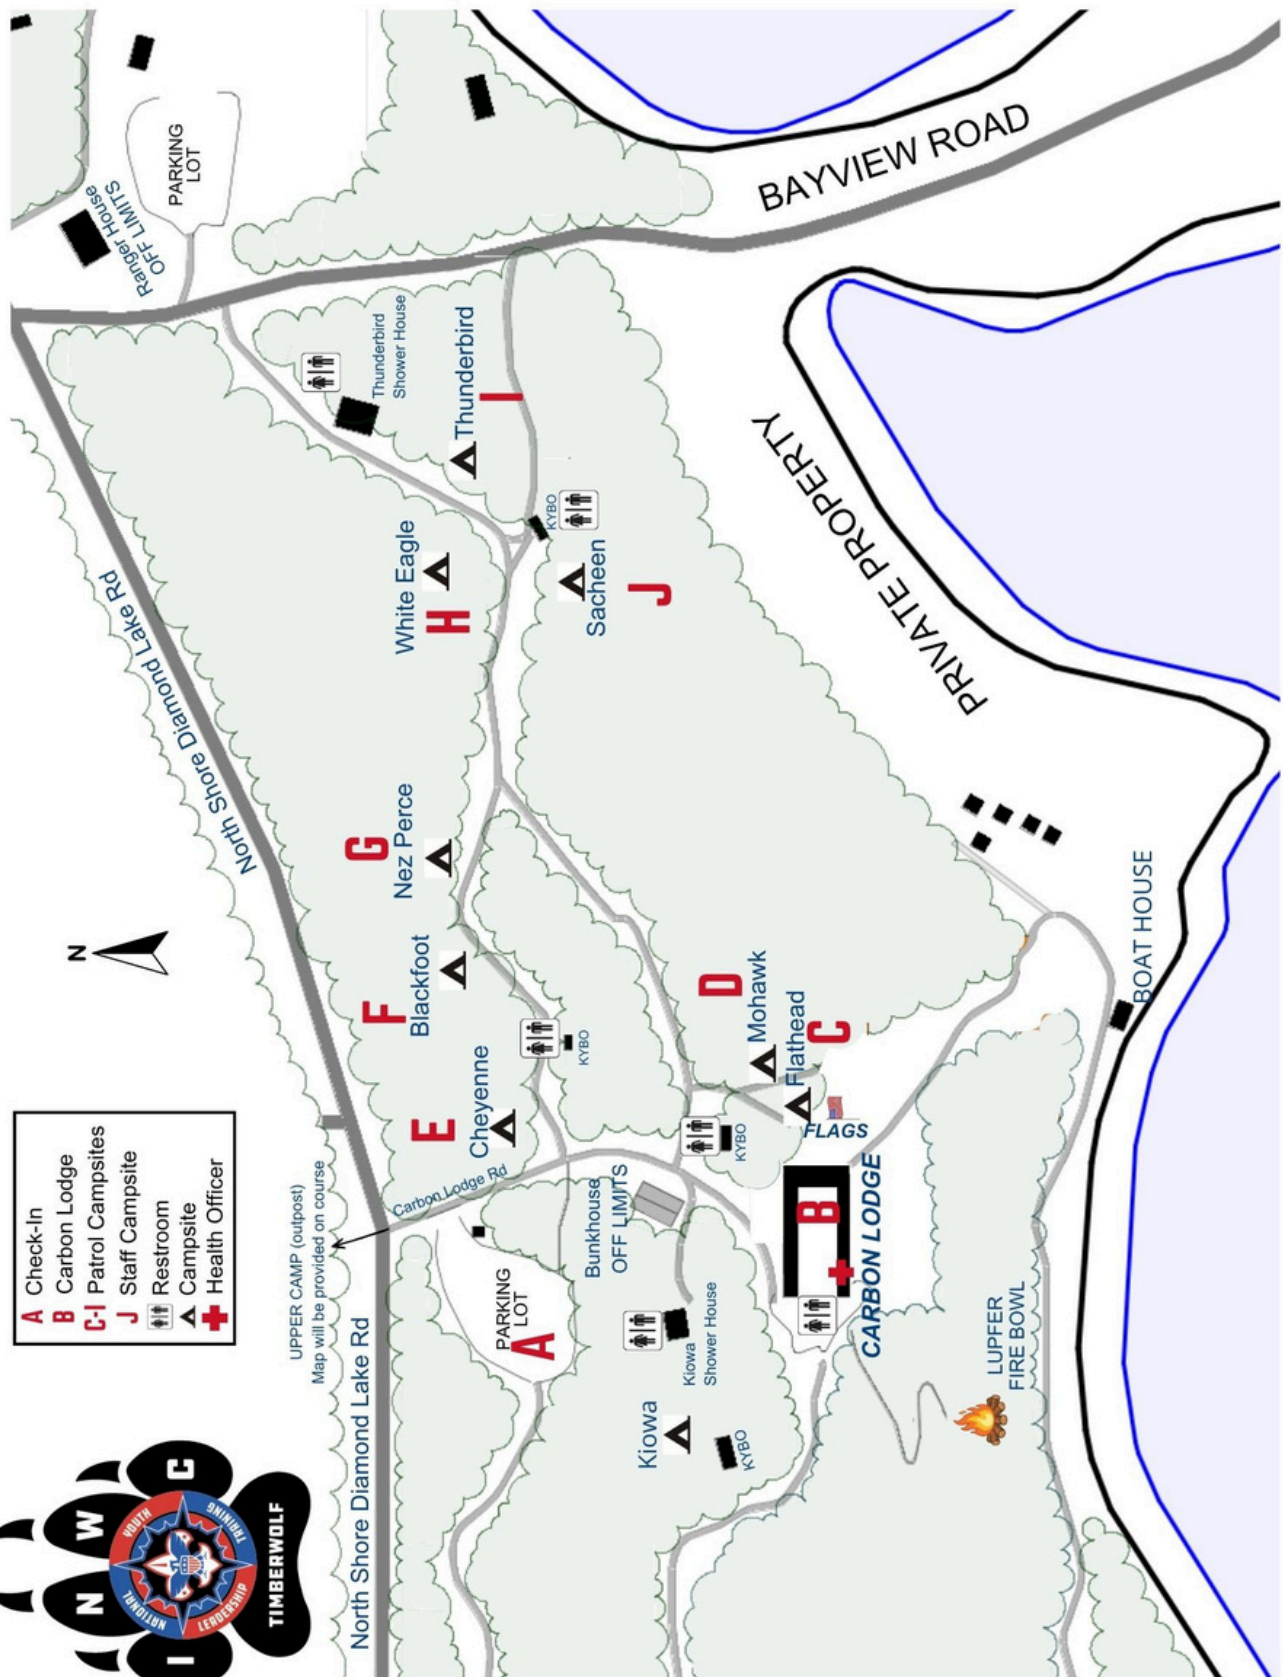 I N W C
NATIONAL YOUTH
LEADERSHIP TRAINING
TIMBERWOLF
A Check-In
B Carbon Lodge
C-I Patrol Campsites
J Staff Campsite
Restroom
Campsite
Health Officer
N
UPPER CAMP (outpost)
Map will be provided on course
North Shore Diamond Lake Rd
North Shore Diamond Lake Rd
Carbon Lodge Rd
PARKING
LOT
A
Kiowa
KYBO
Kiowa
Shower House
Bunkhouse
OFF LIMITS
E
Cheyenne
F
Blackfoot
KYBO
G
Nez Perce
H
White Eagle
Thunderbird
I
Thunderbird
Shower House
KYBO
Sacheen
J
Ranger House
OFF LIMITS
PARKING
LOT
BAYVIEW ROAD
PRIVATE PROPERTY
D
Mohawk
Flathead
C
FLAGS
KYBO
B
CARBON LODGE
LUPFER
FIRE BOWL
BOAT HOUSE